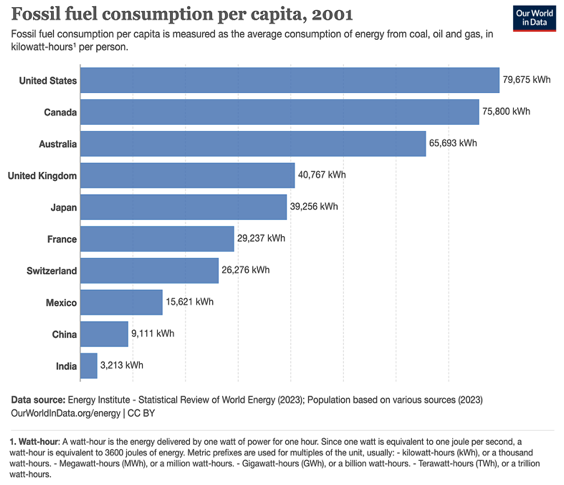 Fossil fuel consumption per capita, 2001
Our World
in Data
Fossil fuel consumption per capita is measured as the average consumption of energy from coal, oil and gas, in
kilowatt-hours¹ per person.
United States 79,675 kWh
Canada 75,800 kWh
Australia 65,693 kWh
United Kingdom 40,767 kWh
Japan 39,256 kWh
France 29,237 kWh
Switzerland 26,276 kWh
Mexico 15,621 kWh
China 9,111 kWh
India 3,213 kWh
Data source: Energy Institute - Statistical Review of World Energy (2023); Population based on various sources (2023)
OurWorldInData.org/energy | CC BY
1. Watt-hour: A watt-hour is the energy delivered by one watt of power for one hour. Since one watt is equivalent to one joule per second, a
watt-hour is equivalent to 3600 joules of energy. Metric prefixes are used for multiples of the unit, usually: - kilowatt-hours (kWh), or a thousand
watt-hours. - Megawatt-hours (MWh), or a million watt-hours. - Gigawatt-hours (GWh), or a billion watt-hours. - Terawatt-hours (TWh), or a trillion
watt-hours.